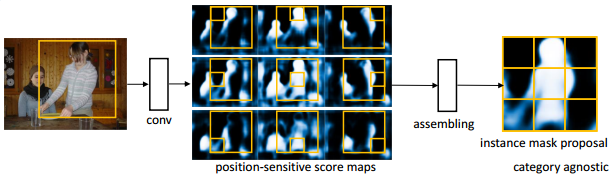 conv
position-sensitive score maps
assembling
instance mask proposal
category agnostic